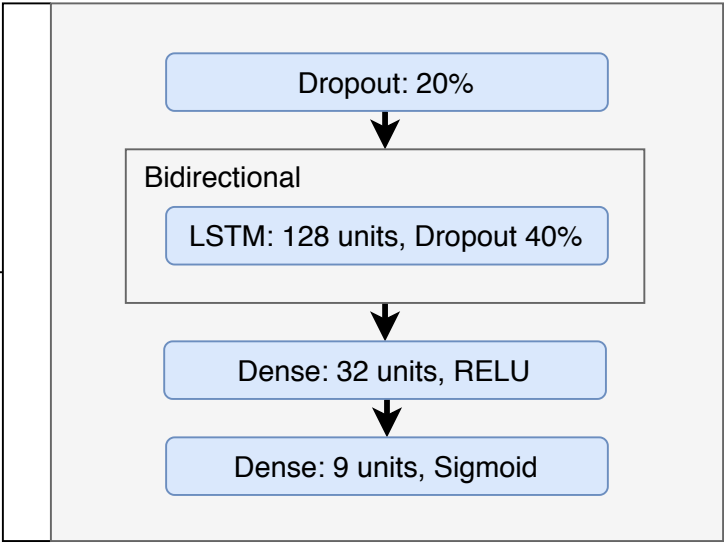 Dropout: 20%
Bidirectional
LSTM: 128 units, Dropout 40%
Dense: 32 units, RELU
Dense: 9 units, Sigmoid